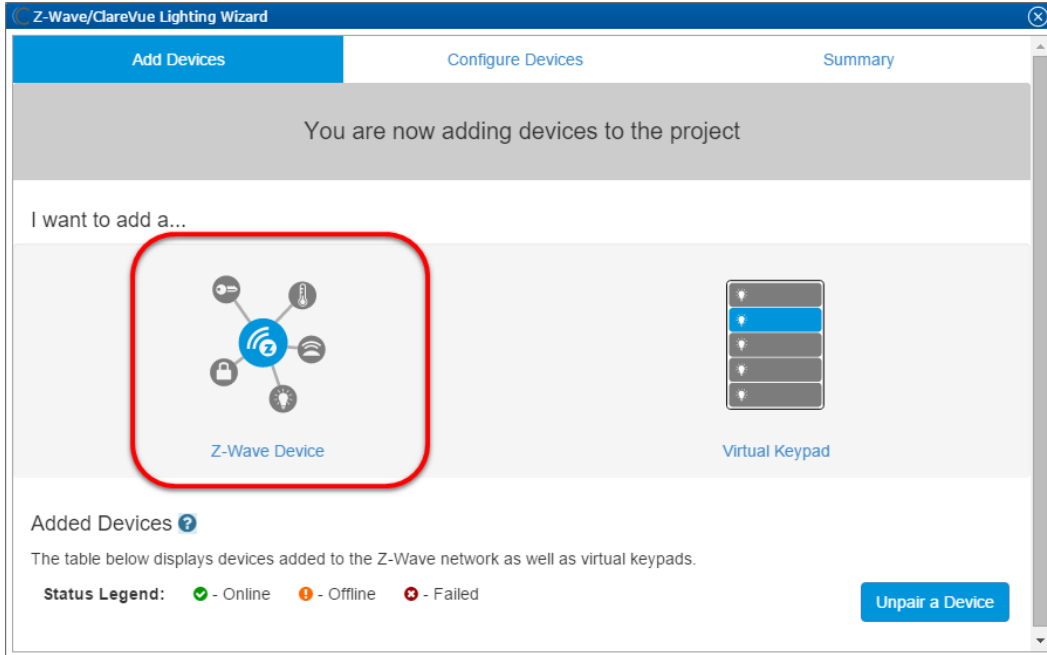 Z-Wave/ClareVue Lighting Wizard
Add Devices Configure Devices Summary
You are now adding devices to the project
I want to add a...
Z
Z-Wave Device Virtual Keypad
Added Devices ?
The table below displays devices added to the Z-Wave network as well as virtual keypads.
Status Legend: - Online ! - Offline - Failed
Unpair a Device